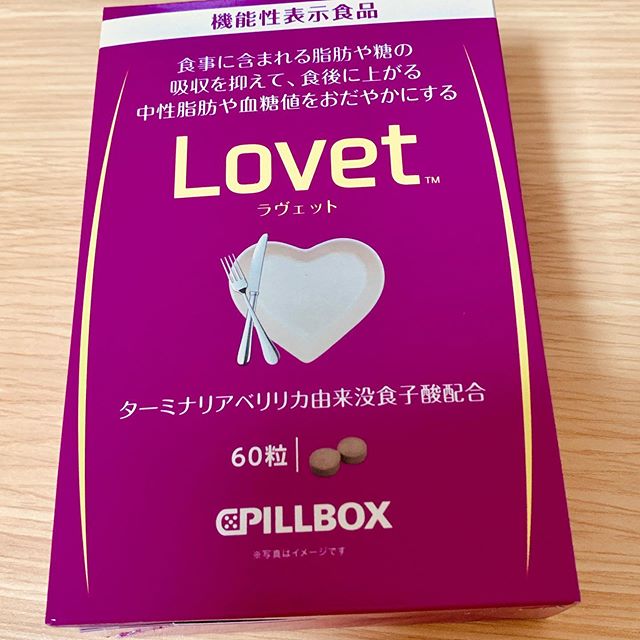 機能性表示食品
食事に含まれる脂肪や糖の
吸収を抑えて、食後に上がる
中性脂肪や血糖値をおだやかにする
Lovet™
ラヴェット
ターミナリアベリリカ由来没食子酸配合
60粒
PILLBOX
※写真はイメージです